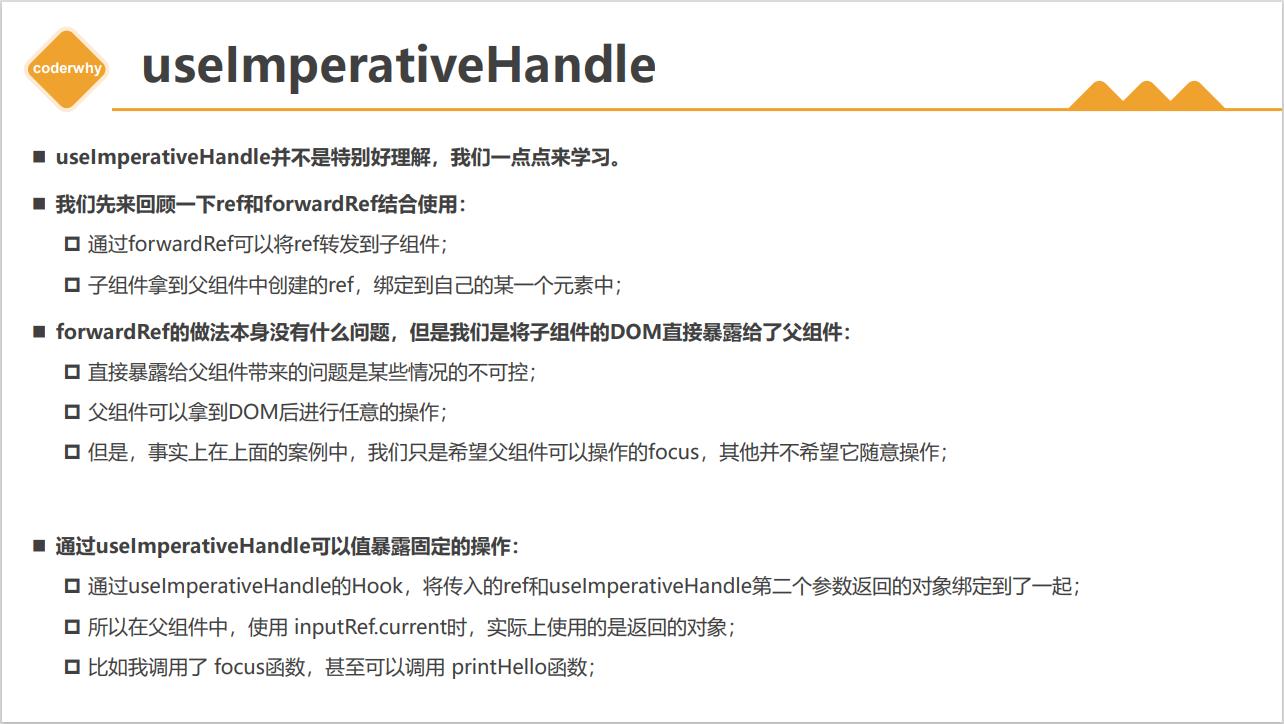 coderwhy
useImperativeHandle
useImperativeHandle并不是特别好理解，我们一点点来学习。
我们先来回顾一下ref和forwardRef结合使用：
通过forwardRef可以将ref转发到子组件；
子组件拿到父组件中创建的ref，绑定到自己的某一个元素中；
forwardRef的做法本身没有什么问题，但是我们是将子组件的DOM直接暴露给了父组件：
直接暴露给父组件带来的问题是某些情况的不可控；
父组件可以拿到DOM后进行任意的操作；
但是，事实上在上面的案例中，我们只是希望父组件可以操作的focus，其他并不希望它随意操作；
通过useImperativeHandle可以值暴露固定的操作：
通过useImperativeHandle的Hook，将传入的ref和useImperativeHandle第二个参数返回的对象绑定到了一起；
所以在父组件中，使用 inputRef.current时，实际上使用的是返回的对象；
比如我调用了 focus函数，甚至可以调用 printHello函数；